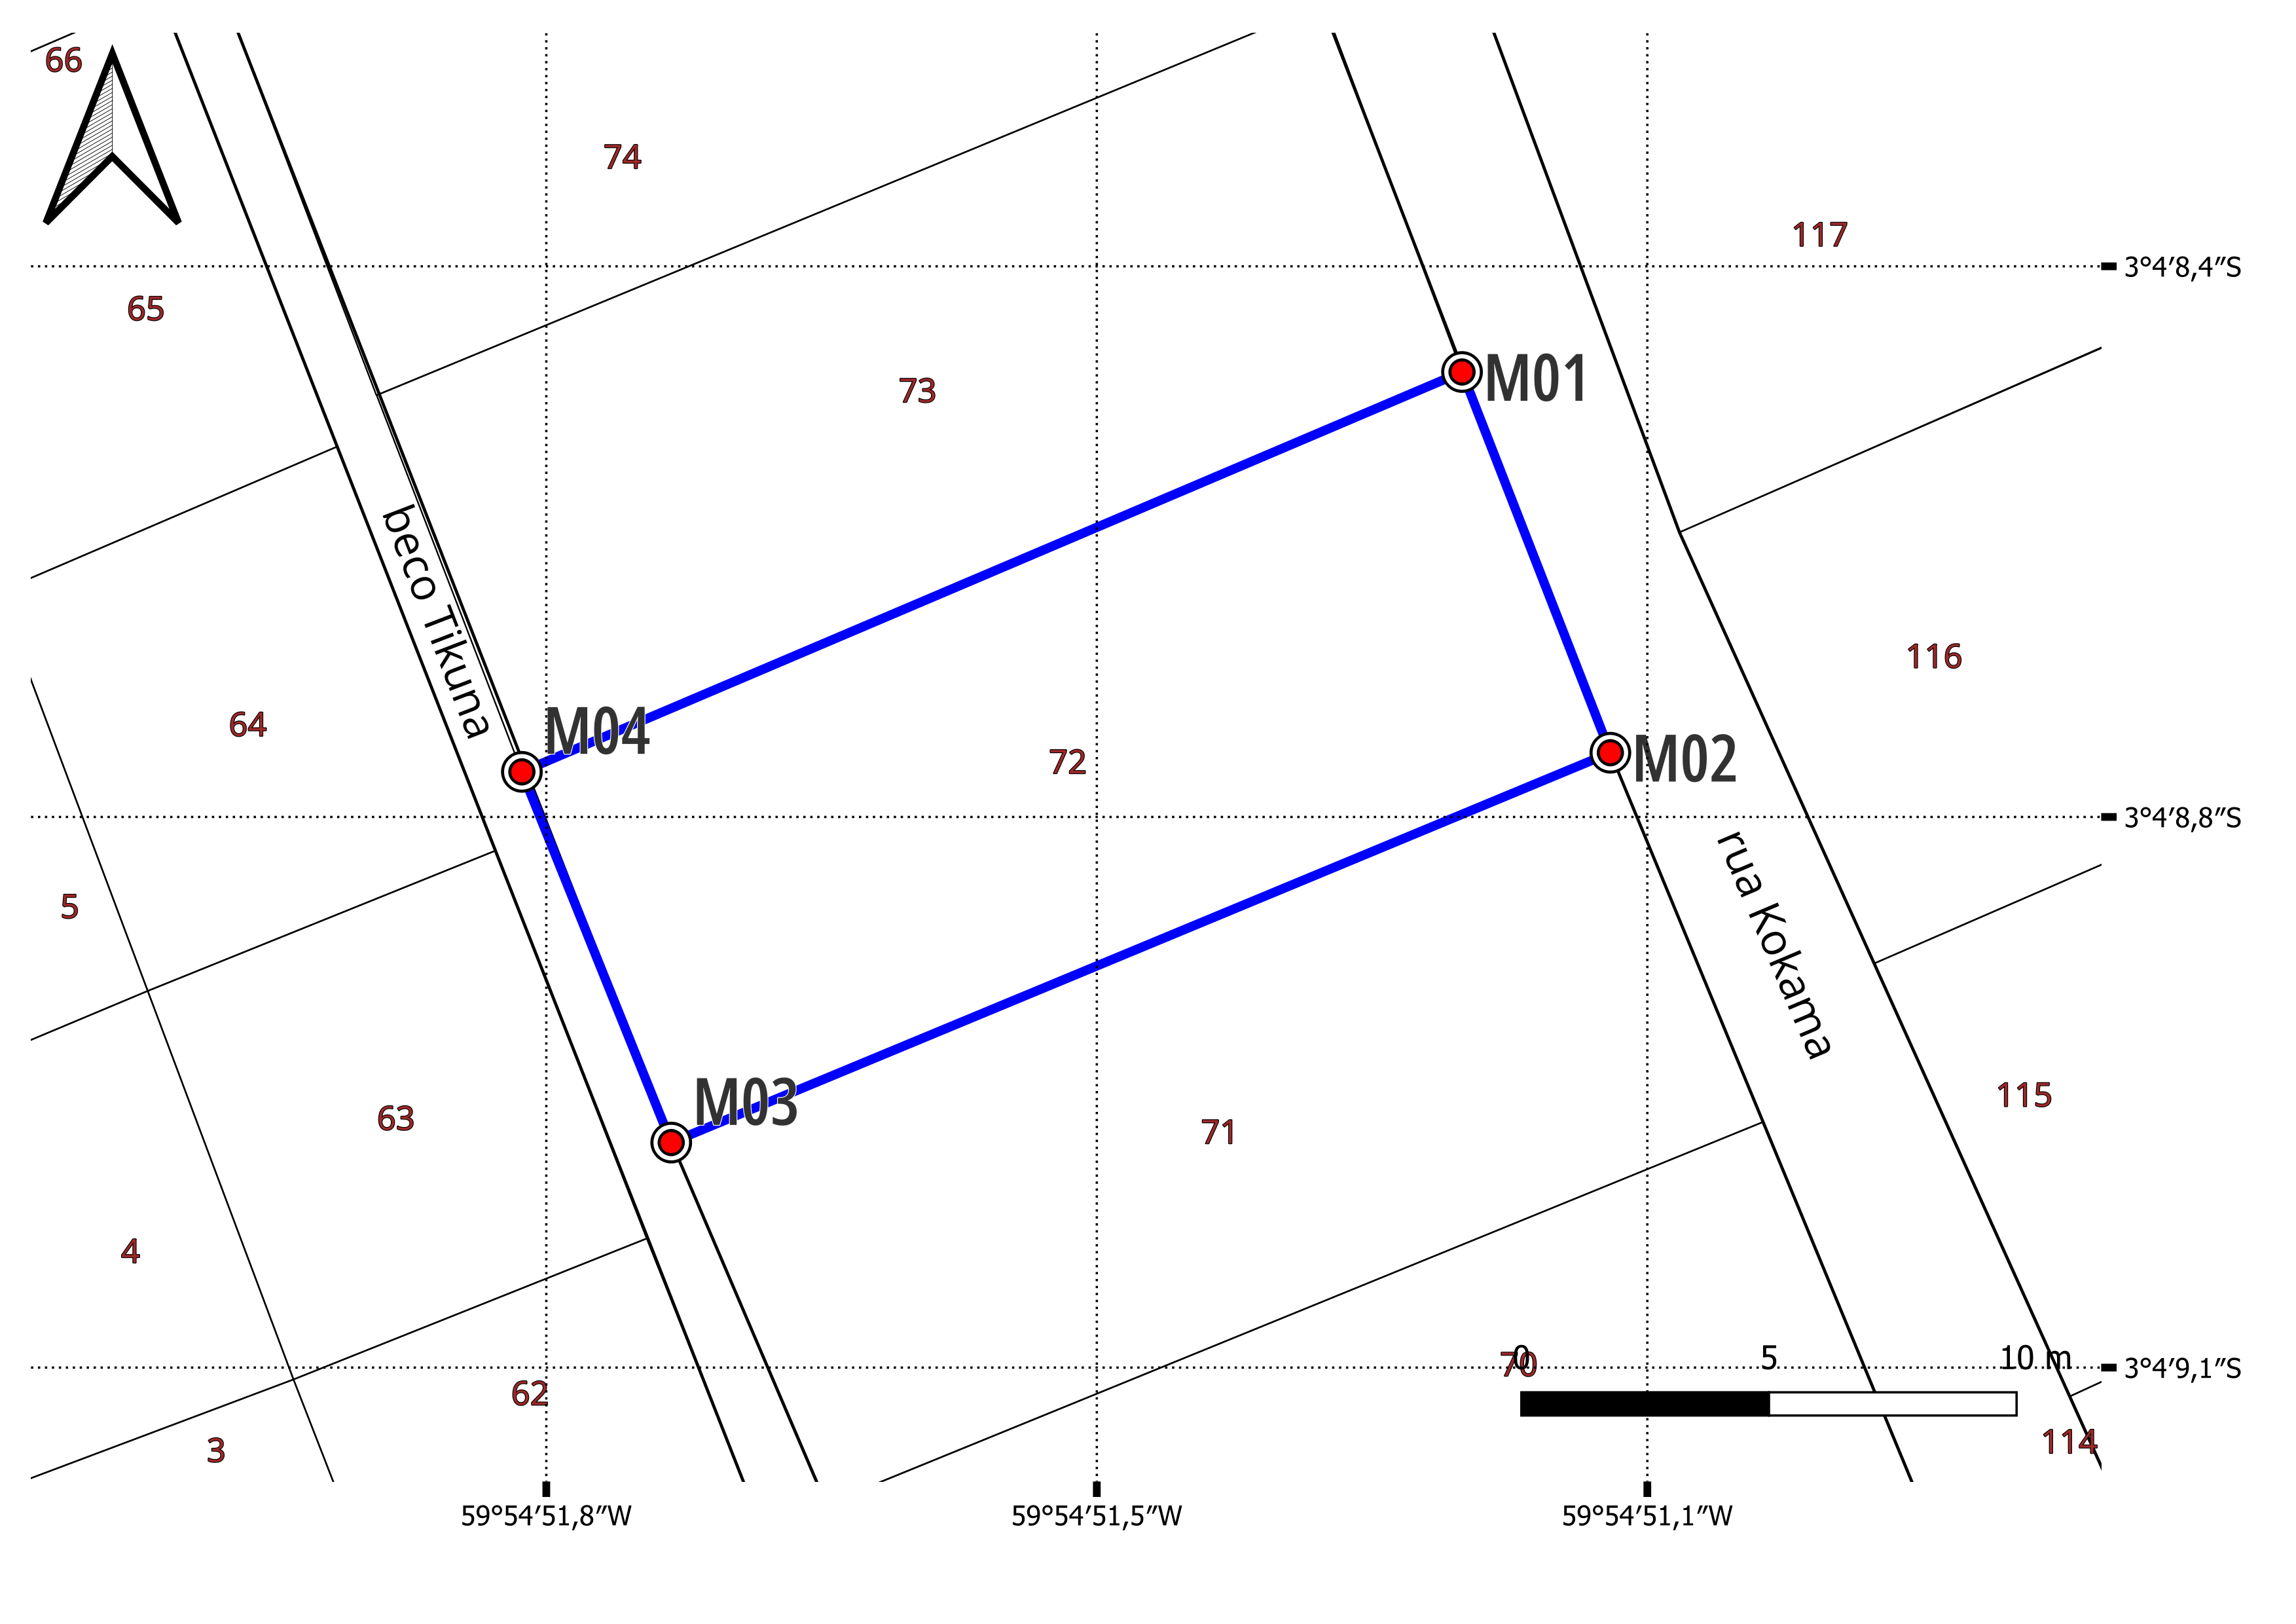 66
74
117
3°4′8,4″S
65
73
M01
beco Tikuna
116
64
M04
72
M02
3°4′8,8″S
rua Kokama
5
63
M03
71
115
4
70
0 5 10 m
3°4′9,1″S
62
3
114
59°54′51,8″W
59°54′51,5″W
59°54′51,1″W